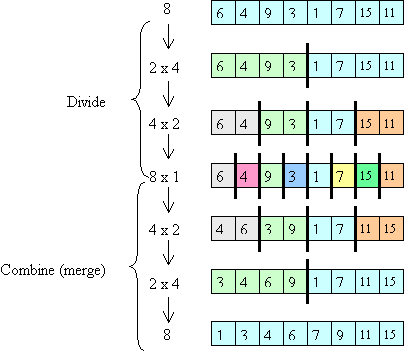 8 6 4 9 3 1 7 15 11
2 x 4 6 4 9 3 1 7 15 11
Divide
4 x 2 6 4 9 3 1 7 15 11
8 x 1 6 4 9 3 1 7 15 11
4 x 2 4 6 3 9 1 7 11 15
Combine (merge)
2 x 4 3 4 6 9 1 7 11 15
8 1 3 4 6 7 9 11 15